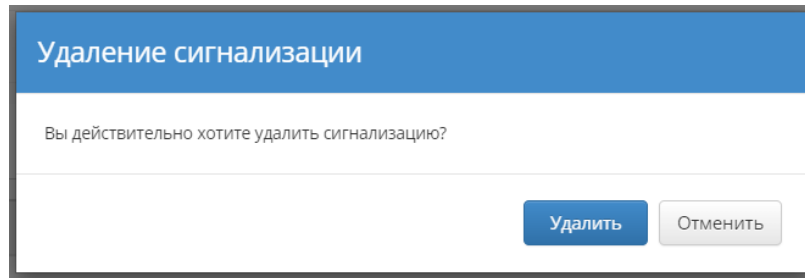 Удаление сигнализации
Вы действительно хотите удалить сигнализацию?
Удалить Отменить